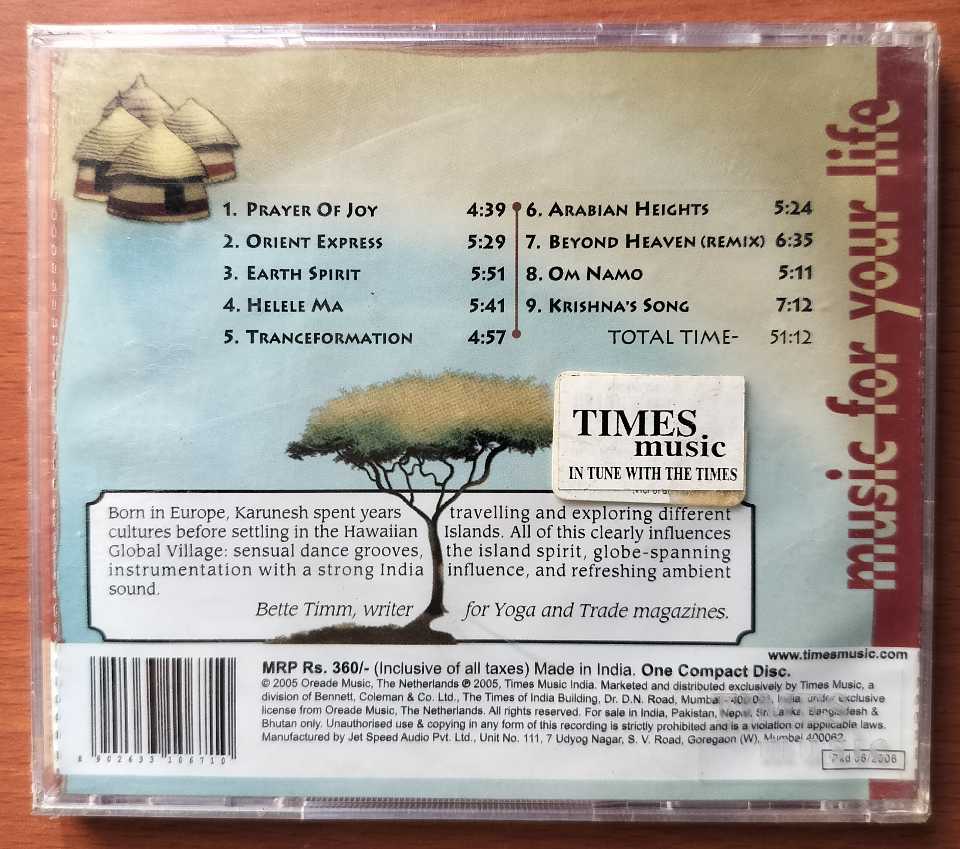 1. PRAYER OF JOY 4:39
2. ORIENT EXPRESS 5:29
3. EARTH SPIRIT 5:51
4. HELELE MA 5:41
5. TRANCEFORMATION 4:57
6. ARABIAN HEIGHTS 5:24
7. BEYOND HEAVEN (REMIX) 6:35
8. OM NAMO 5:11
9. KRISHNA'S SONG 7:12
TOTAL TIME- 51:12
music for your life
TIMES
music
IN TUNE WITH THE TIMES
Born in Europe, Karunesh spent years travelling and exploring different
cultures before settling in the Hawaiian Islands. All of this clearly influences
Global Village: sensual dance grooves, the island spirit, globe-spanning
instrumentation with a strong India influence, and refreshing ambient
sound.
Bette Timm, writer for Yoga and Trade magazines.
www.timesmusic.com
MRP Rs. 360/- (Inclusive of all taxes) Made in India. One Compact Disc.
© 2005 Oreade Music, The Netherlands ℗ 2005, Times Music India. Marketed and distributed exclusively by Times Music, a
division of Bennett, Coleman & Co. Ltd., The Times of India Building, Dr. D.N. Road, Mumbai - 400 001, India under exclusive
license from Oreade Music, The Netherlands. All rights reserved. For sale in India, Pakistan, Nepal, Sri Lanka, Bangladesh &
Bhutan only. Unauthorised use & copying in any form of this recording is strictly prohibited and is a violation of applicable laws.
Manufactured by Jet Speed Audio Pvt. Ltd., Unit No. 111, 7 Udyog Nagar, S. V. Road, Goregaon (W), Mumbai 400062.
8 902633 106710
Pkd 06/2006